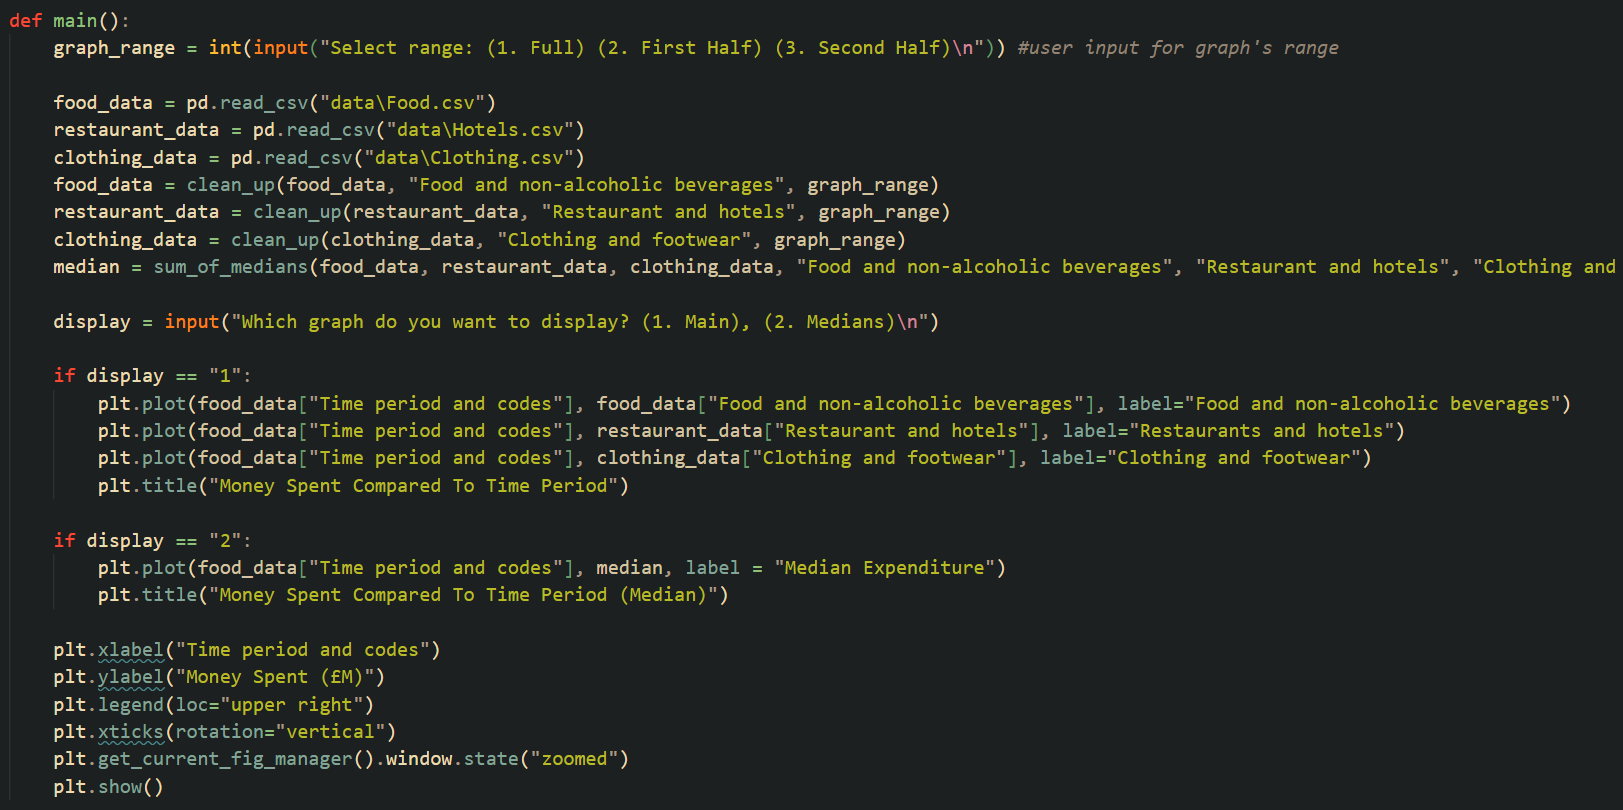 def main():
    graph_range = int(input("Select range: (1. Full) (2. First Half) (3. Second Half)\n")) #user input for graph's range
    food_data = pd.read_csv("data\Food.csv")
    restaurant_data = pd.read_csv("data\Hotels.csv")
    clothing_data = pd.read_csv("data\Clothing.csv")
    food_data = clean_up(food_data, "Food and non-alcoholic beverages", graph_range)
    restaurant_data = clean_up(restaurant_data, "Restaurant and hotels", graph_range)
    clothing_data = clean_up(clothing_data, "Clothing and footwear", graph_range)
    median = sum_of_medians(food_data, restaurant_data, clothing_data, "Food and non-alcoholic beverages", "Restaurant and hotels", "Clothing and
    display = input("Which graph do you want to display? (1. Main), (2. Medians)\n")
    if display == "1":
        plt.plot(food_data["Time period and codes"], food_data["Food and non-alcoholic beverages"], label="Food and non-alcoholic beverages")
        plt.plot(food_data["Time period and codes"], restaurant_data["Restaurant and hotels"], label="Restaurants and hotels")
        plt.plot(food_data["Time period and codes"], clothing_data["Clothing and footwear"], label="Clothing and footwear")
        plt.title("Money Spent Compared To Time Period")
    if display == "2":
        plt.plot(food_data["Time period and codes"], median, label = "Median Expenditure")
        plt.title("Money Spent Compared To Time Period (Median)")
    plt.xlabel("Time period and codes")
    plt.ylabel("Money Spent (£M)")
    plt.legend(loc="upper right")
    plt.xticks(rotation="vertical")
    plt.get_current_fig_manager().window.state("zoomed")
    plt.show()